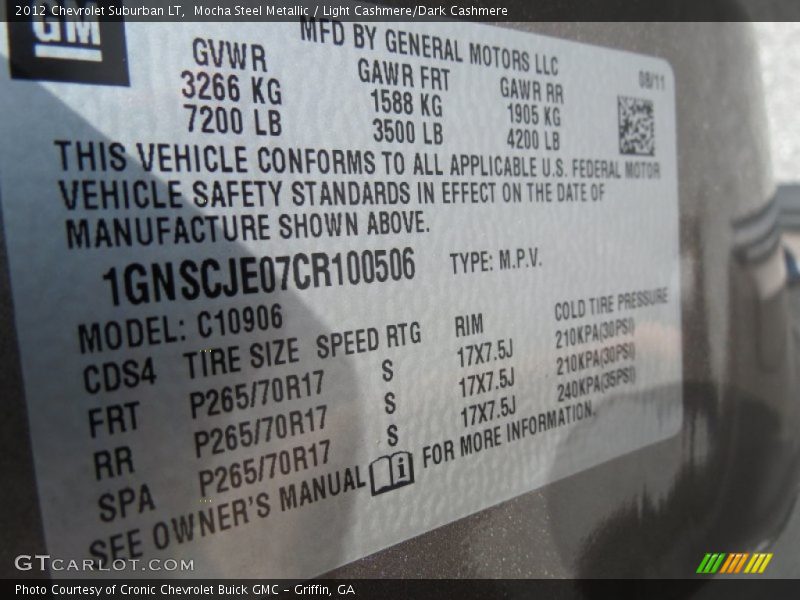 2012 Chevrolet Suburban LT, Mocha Steel Metallic / Light Cashmere/Dark Cashmere
GM
MFD BY GENERAL MOTORS LLC
08/11
GVWR GAWR FRT GAWR RR
3266 KG 1588 KG 1905 KG
7200 LB 3500 LB 4200 LB
THIS VEHICLE CONFORMS TO ALL APPLICABLE U.S. FEDERAL MOTOR
VEHICLE SAFETY STANDARDS IN EFFECT ON THE DATE OF
MANUFACTURE SHOWN ABOVE.
1GNSCJE07CR100506 TYPE: M.P.V.
MODEL: C10906
CDS4 TIRE SIZE SPEED RTG RIM COLD TIRE PRESSURE
FRT P265/70R17 S 17X7.5J 210KPA(30PSI)
RR P265/70R17 S 17X7.5J 210KPA(30PSI)
SPA P265/70R17 S 17X7.5J 240KPA(35PSI)
SEE OWNER'S MANUAL FOR MORE INFORMATION.
GTCARLOT.COM
Photo Courtesy of Cronic Chevrolet Buick GMC - Griffin, GA